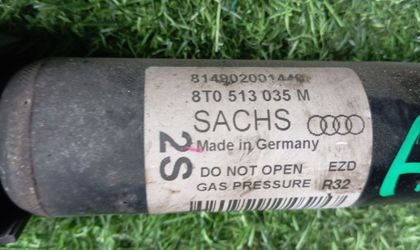 8T0 513 035 M
SACHS
Made in Germany
2S
DO NOT OPEN EZD
GAS PRESSURE R32